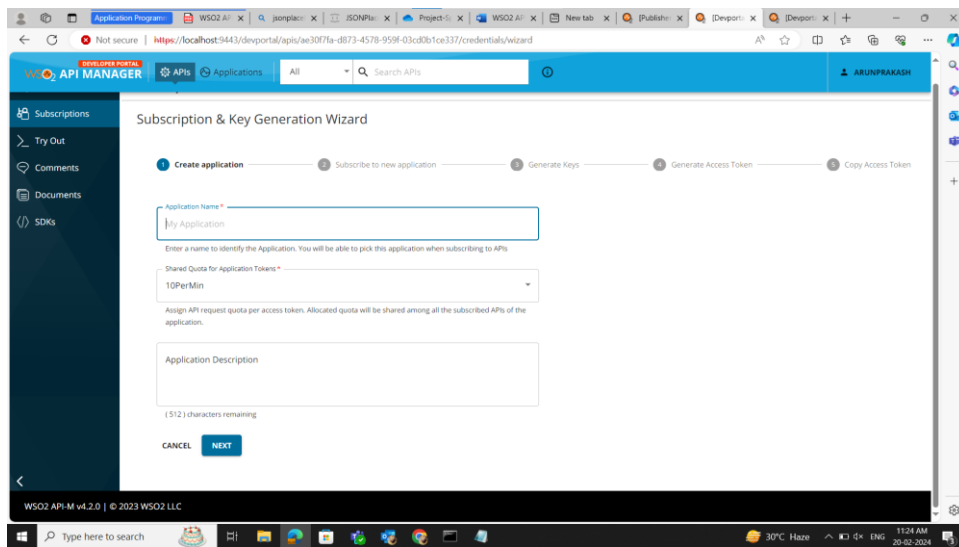 Application Programi
WSO2 AP
jsonplace
JSONPlac
Project-S
WSO2 AP
New tab
[Publishe
[Devporta
[Devporta
Not secure
https://localhost:9443/devportal/apis/ae30f7fa-d873-4578-959f-03cd0b1ce337/credentials/wizard
DEVELOPER PORTAL
WSO2 API MANAGER
APIs
Applications
All
Search APIs
ARUNPRAKASH
Subscriptions
Try Out
Comments
Documents
SDKs
Subscription & Key Generation Wizard
1 Create application
2 Subscribe to new application
3 Generate Keys
4 Generate Access Token
5 Copy Access Token
Application Name *
My Application
Enter a name to identify the Application. You will be able to pick this application when subscribing to APIs
Shared Quota for Application Tokens *
10PerMin
Assign API request quota per access token. Allocated quota will be shared among all the subscribed APIs of the
application.
Application Description
( 512 ) characters remaining
CANCEL
NEXT
WSO2 API-M v4.2.0 | © 2023 WSO2 LLC
Type here to search
30°C Haze
ENG
11:24 AM
20-02-2024